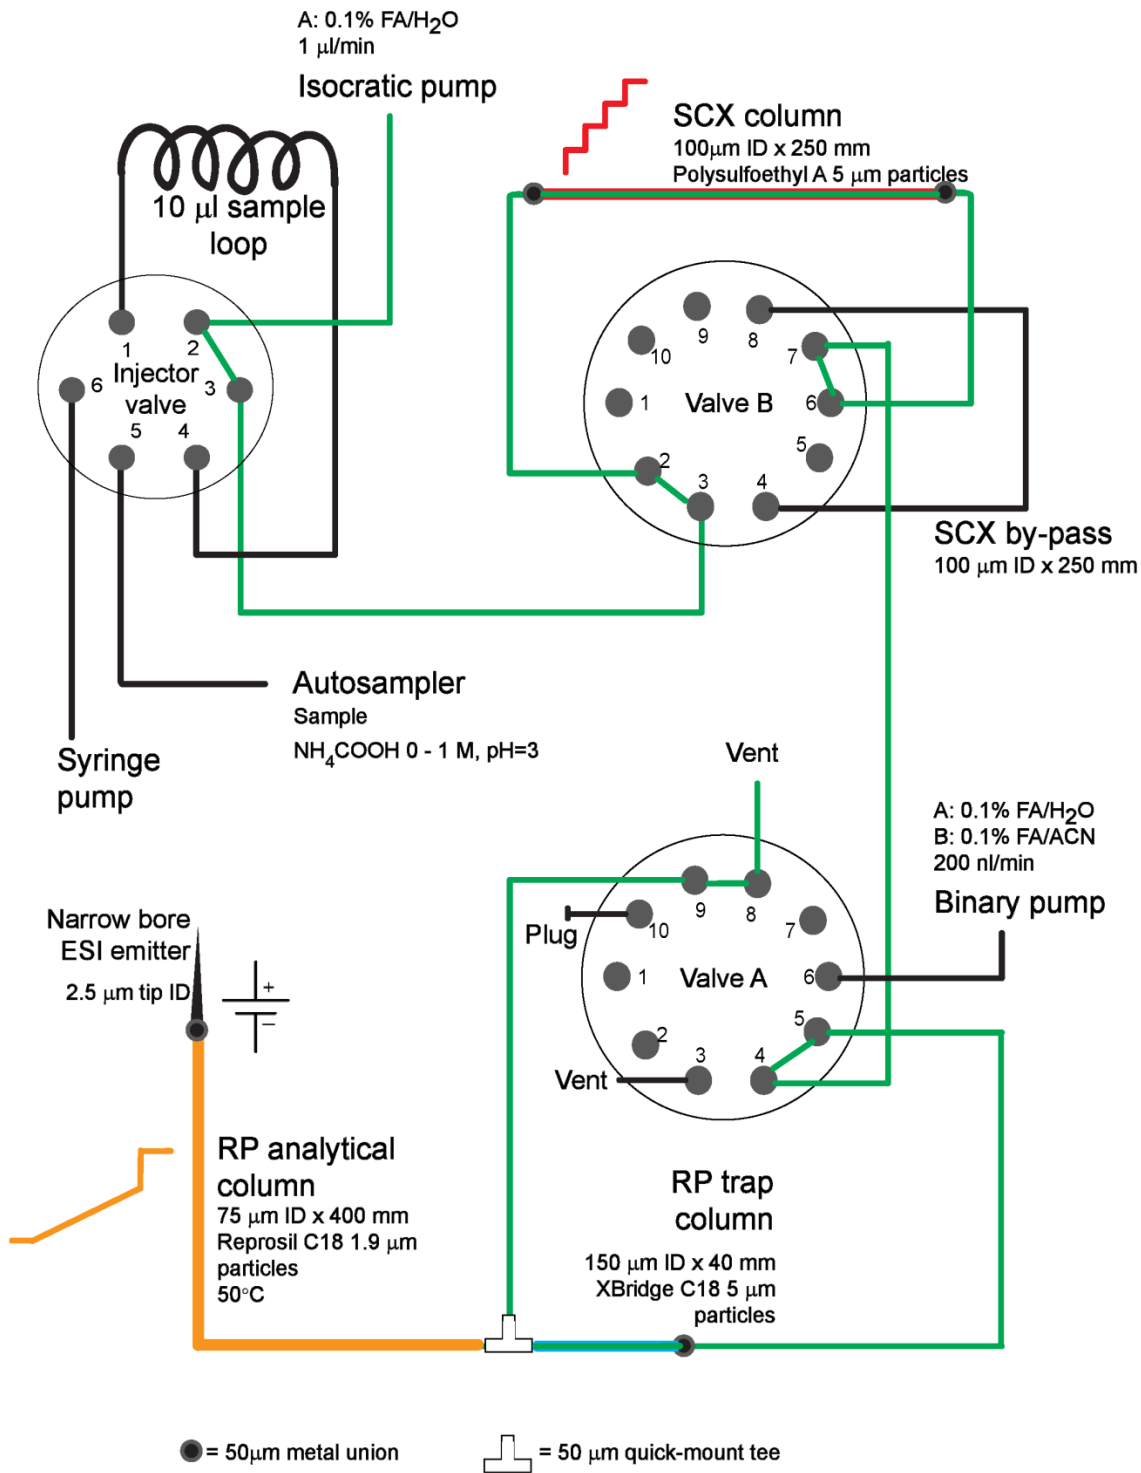 A: 0.1% FA/H2O
1 μl/min
Isocratic pump
SCX column
100μm ID x 250 mm
Polysulfoethyl A 5 μm particles
10 μl sample
loop
1
2
3
4
5
6
Injector
valve
1
2
3
4
5
6
7
8
9
10
Valve B
SCX by-pass
100 μm ID x 250 mm
Autosampler
Sample
NH4COOH 0 - 1 M, pH=3
Syringe
pump
Vent
A: 0.1% FA/H2O
B: 0.1% FA/ACN
200 nl/min
Binary pump
Narrow bore
ESI emitter
2.5 μm tip ID
+
−
Plug
1
2
3
4
5
6
7
8
9
10
Valve A
Vent
RP analytical
column
75 μm ID x 400 mm
Reprosil C18 1.9 μm
particles
50°C
RP trap
column
150 μm ID x 40 mm
XBridge C18 5 μm
particles
= 50μm metal union
= 50 μm quick-mount tee